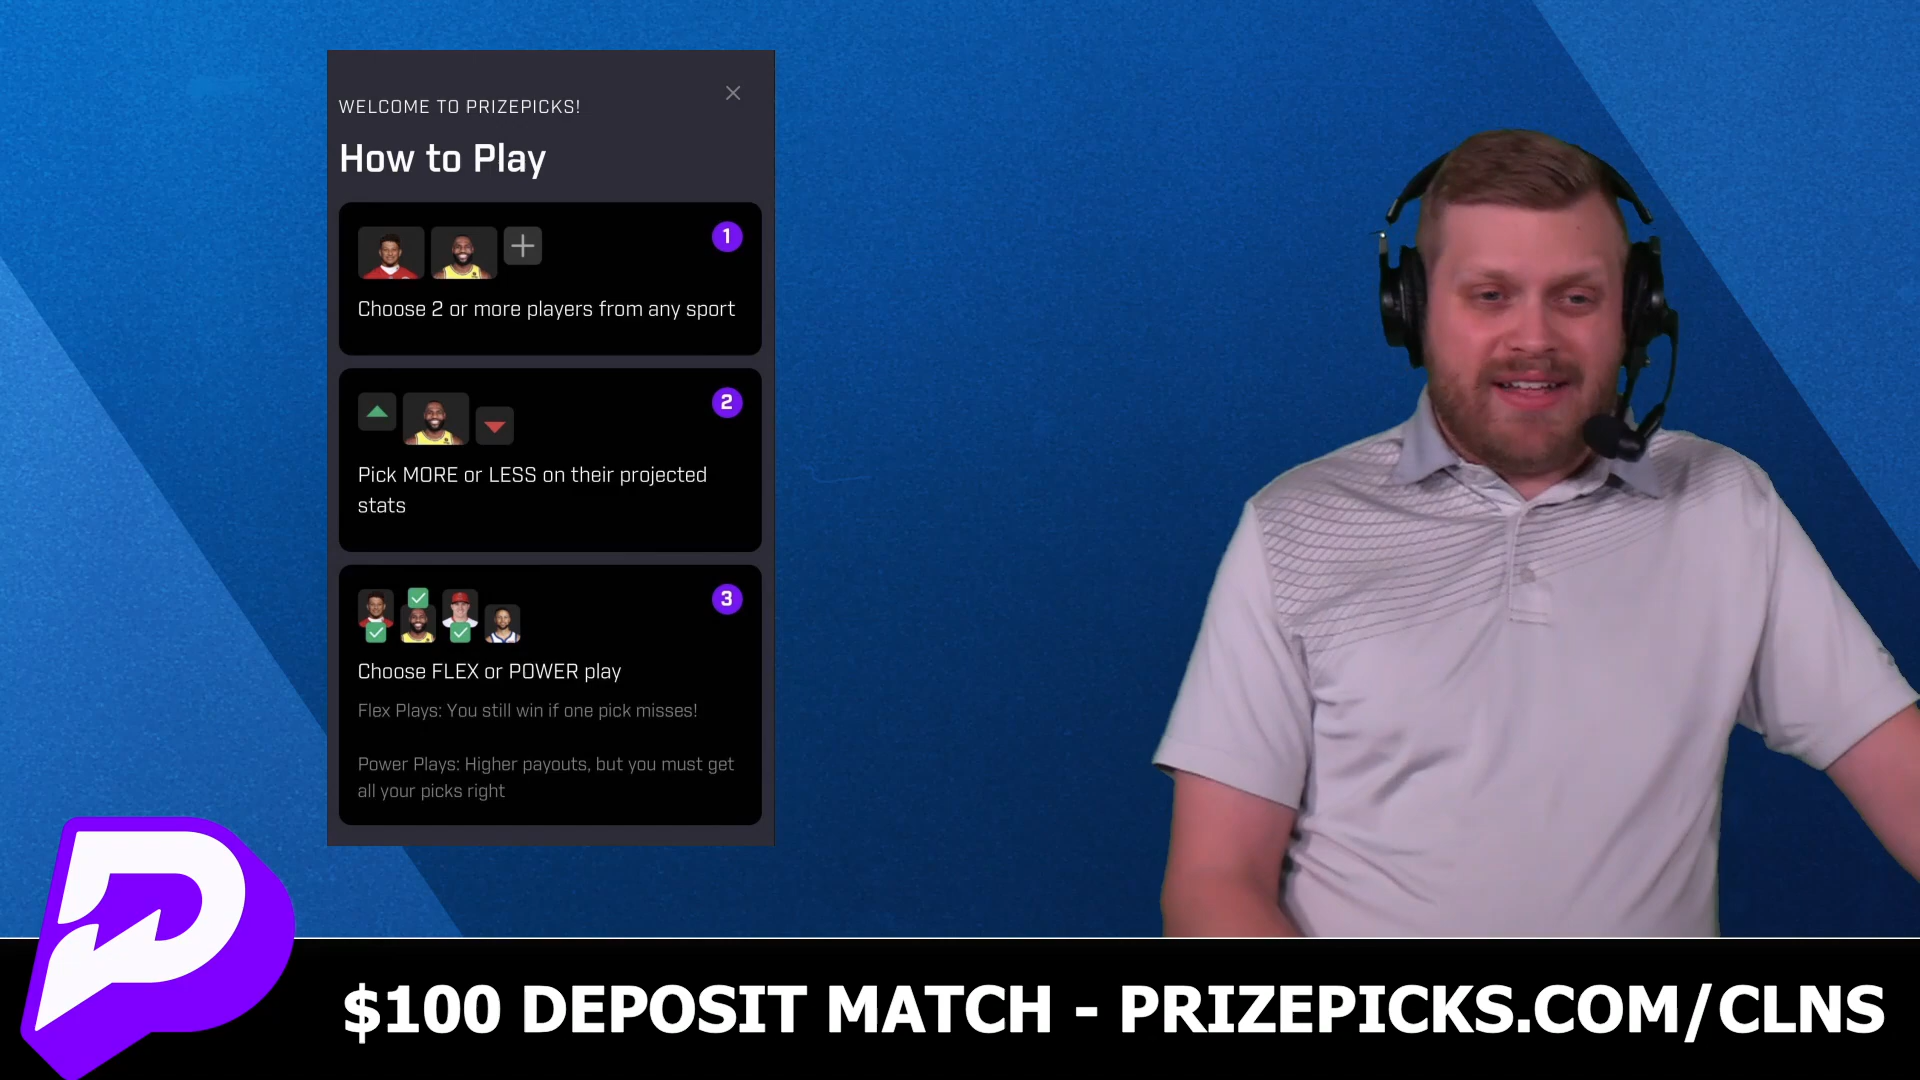 WELCOME TO PRIZEPICKS!
How to Play
1
Choose 2 or more players from any sport
2
Pick MORE or LESS on their projected
stats
3
Choose FLEX or POWER play
Flex Plays: You still win if one pick misses!
Power Plays: Higher payouts, but you must get
all your picks right
$100 DEPOSIT MATCH - PRIZEPICKS.COM/CLNS